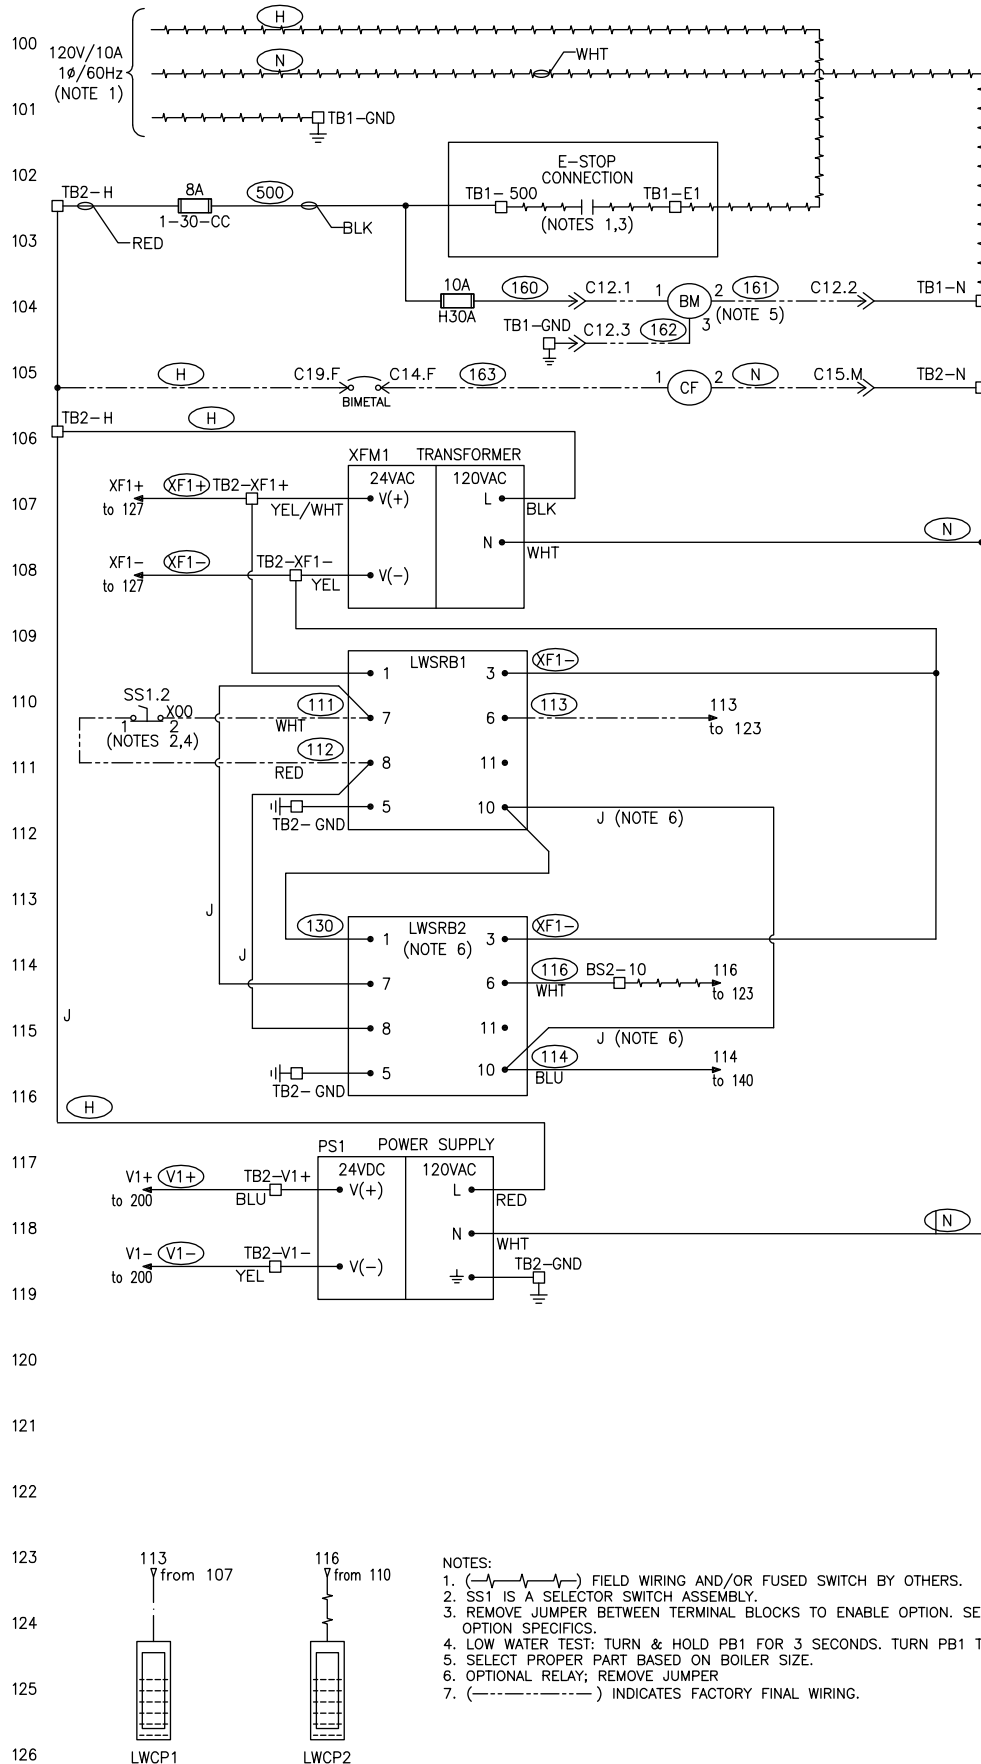 100
120V/10A
1ø/60Hz
(NOTE 1)
H
N
WHT
101
TB1-GND
102
E-STOP
CONNECTION
TB2-H
8A
500
TB1- 500
TB1-E1
1-30-CC
(NOTES 1,3)
103
RED
BLK
104
10A
H30A
160
C12.1
1
BM
2
161
C12.2
TB1-N
(NOTE 5)
TB1-GND
C12.3
162
3
105
H
C19.F
C14.F
BIMETAL
163
1
CF
2
N
C15.M
TB2-N
TB2-H
H
106
XFM1 TRANSFORMER
24VAC
120VAC
107
XF1+
to 127
XF1+
TB2-XF1+
YEL/WHT
V(+)
L
BLK
N
WHT
N
108
XF1-
to 127
XF1-
TB2-XF1-
YEL
V(-)
109
LWSRB1
1
3
XF1-
110
SS1.2
X00
1
2
(NOTES 2,4)
111
WHT
7
6
113
113
to 123
111
112
RED
8
11
TB2- GND
5
10
J (NOTE 6)
112
113
J
130
LWSRB2
(NOTE 6)
1
3
XF1-
114
J
7
6
116
WHT
BS2-10
116
to 123
115
J
8
11
J (NOTE 6)
TB2- GND
5
10
114
BLU
114
to 140
116
H
117
PS1 POWER SUPPLY
24VDC
120VAC
V1+
to 200
V1+
TB2-V1+
BLU
V(+)
L
RED
118
N
WHT
N
V1-
to 200
V1-
TB2-V1-
YEL
V(-)
TB2-GND
119
120
121
122
123
113
from 107
116
from 110
124
125
126
LWCP1
LWCP2
NOTES:
1. ( ) FIELD WIRING AND/OR FUSED SWITCH BY OTHERS.
2. SS1 IS A SELECTOR SWITCH ASSEMBLY.
3. REMOVE JUMPER BETWEEN TERMINAL BLOCKS TO ENABLE OPTION. SE
OPTION SPECIFICS.
4. LOW WATER TEST: TURN & HOLD PB1 FOR 3 SECONDS. TURN PB1 T
5. SELECT PROPER PART BASED ON BOILER SIZE.
6. OPTIONAL RELAY; REMOVE JUMPER
7. ( ) INDICATES FACTORY FINAL WIRING.